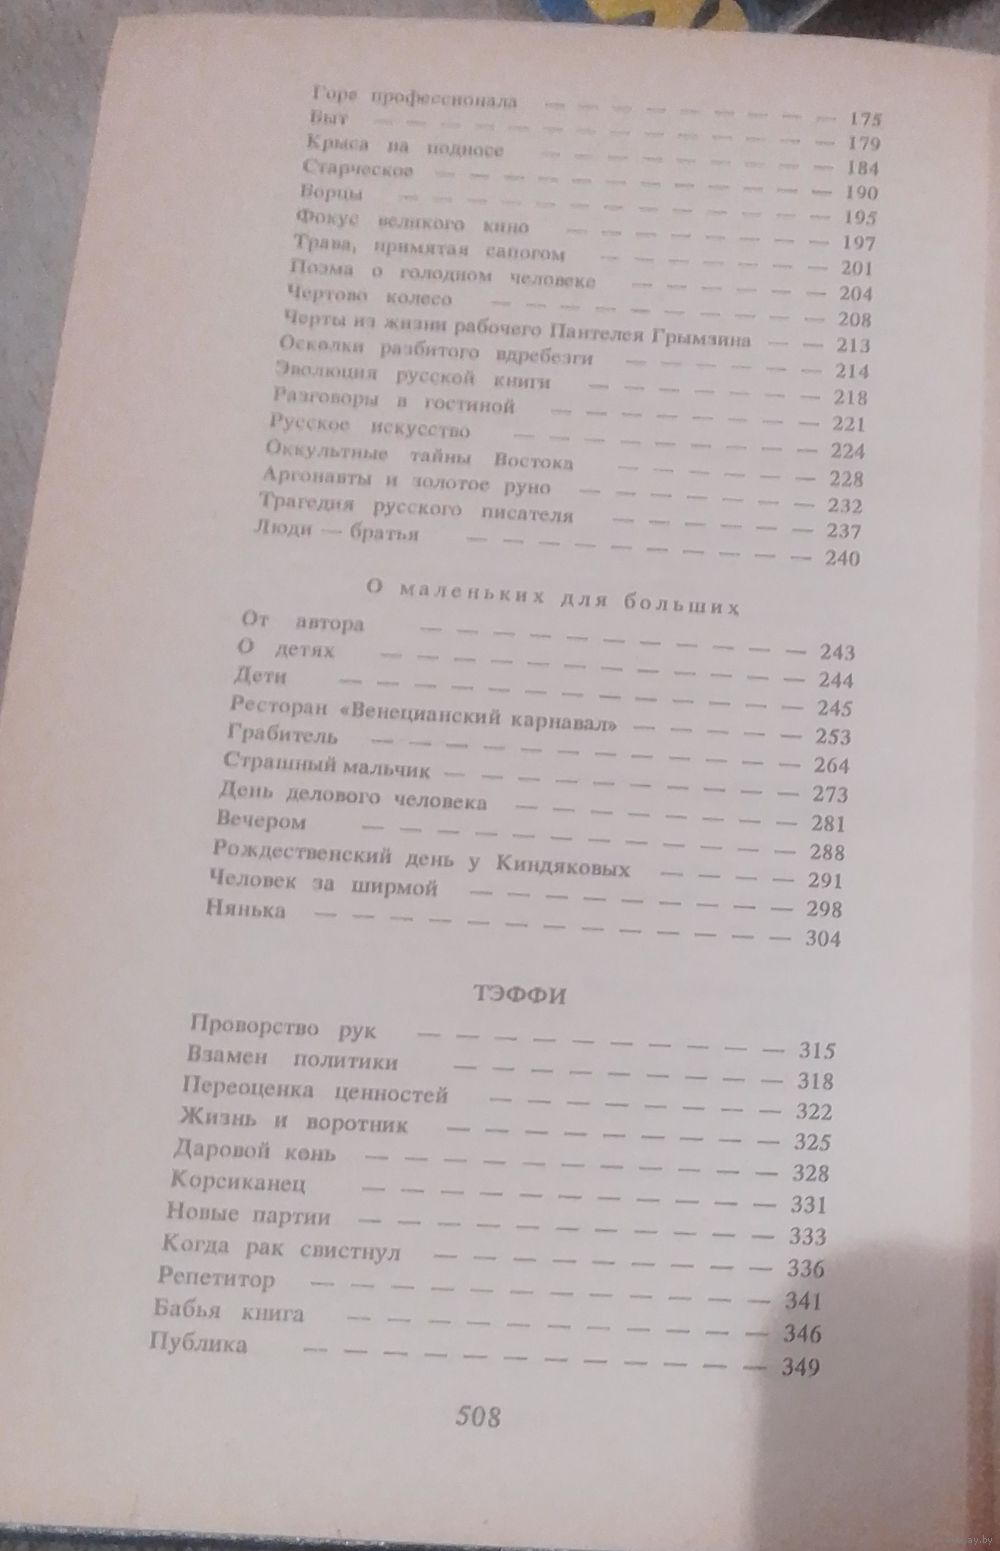 Горе профессионала — — — — — — — — 175
Быт — — — — — — — — — — — — 179
Крыса на подносе — — — — — — — — 184
Старческое — — — — — — — — — — — 190
Борцы — — — — — — — — — — — — 195
Фокус великого кино — — — — — — — 197
Трава, примятая сапогом — — — — — — 201
Поэма о голодном человеке — — — — — 204
Чертово колесо — — — — — — — — — 208
Черты из жизни рабочего Пантелея Грымзина — — 213
Осколки разбитого вдребезги — — — — — 214
Эволюция русской книги — — — — — — 218
Разговоры в гостиной — — — — — — — 221
Русское искусство — — — — — — — — 224
Оккультные тайны Востока — — — — — 228
Аргонавты и золотое руно — — — — — — 232
Трагедия русского писателя — — — — — 237
Люди — братья — — — — — — — — — 240
О маленьких для больших
От автора — — — — — — — — — — 243
О детях — — — — — — — — — — — 244
Дети — — — — — — — — — — — — 245
Ресторан «Венецианский карнавал» — — — — — 253
Грабитель — — — — — — — — — — — 264
Страшный мальчик — — — — — — — — — 273
День делового человека — — — — — — — 281
Вечером — — — — — — — — — — — 288
Рождественский день у Киндяковых — — — — 291
Человек за ширмой — — — — — — — — 298
Нянька — — — — — — — — — — — — 304
ТЭФФИ
Проворство рук — — — — — — — — — 315
Взамен политики — — — — — — — — 318
Переоценка ценностей — — — — — — — 322
Жизнь и воротник — — — — — — — — 325
Даровой конь — — — — — — — — — — 328
Корсиканец — — — — — — — — — — 331
Новые партии — — — — — — — — — — 333
Когда рак свистнул — — — — — — — — 336
Репетитор — — — — — — — — — — — 341
Бабья книга — — — — — — — — — — 346
Публика — — — — — — — — — — — 349
508